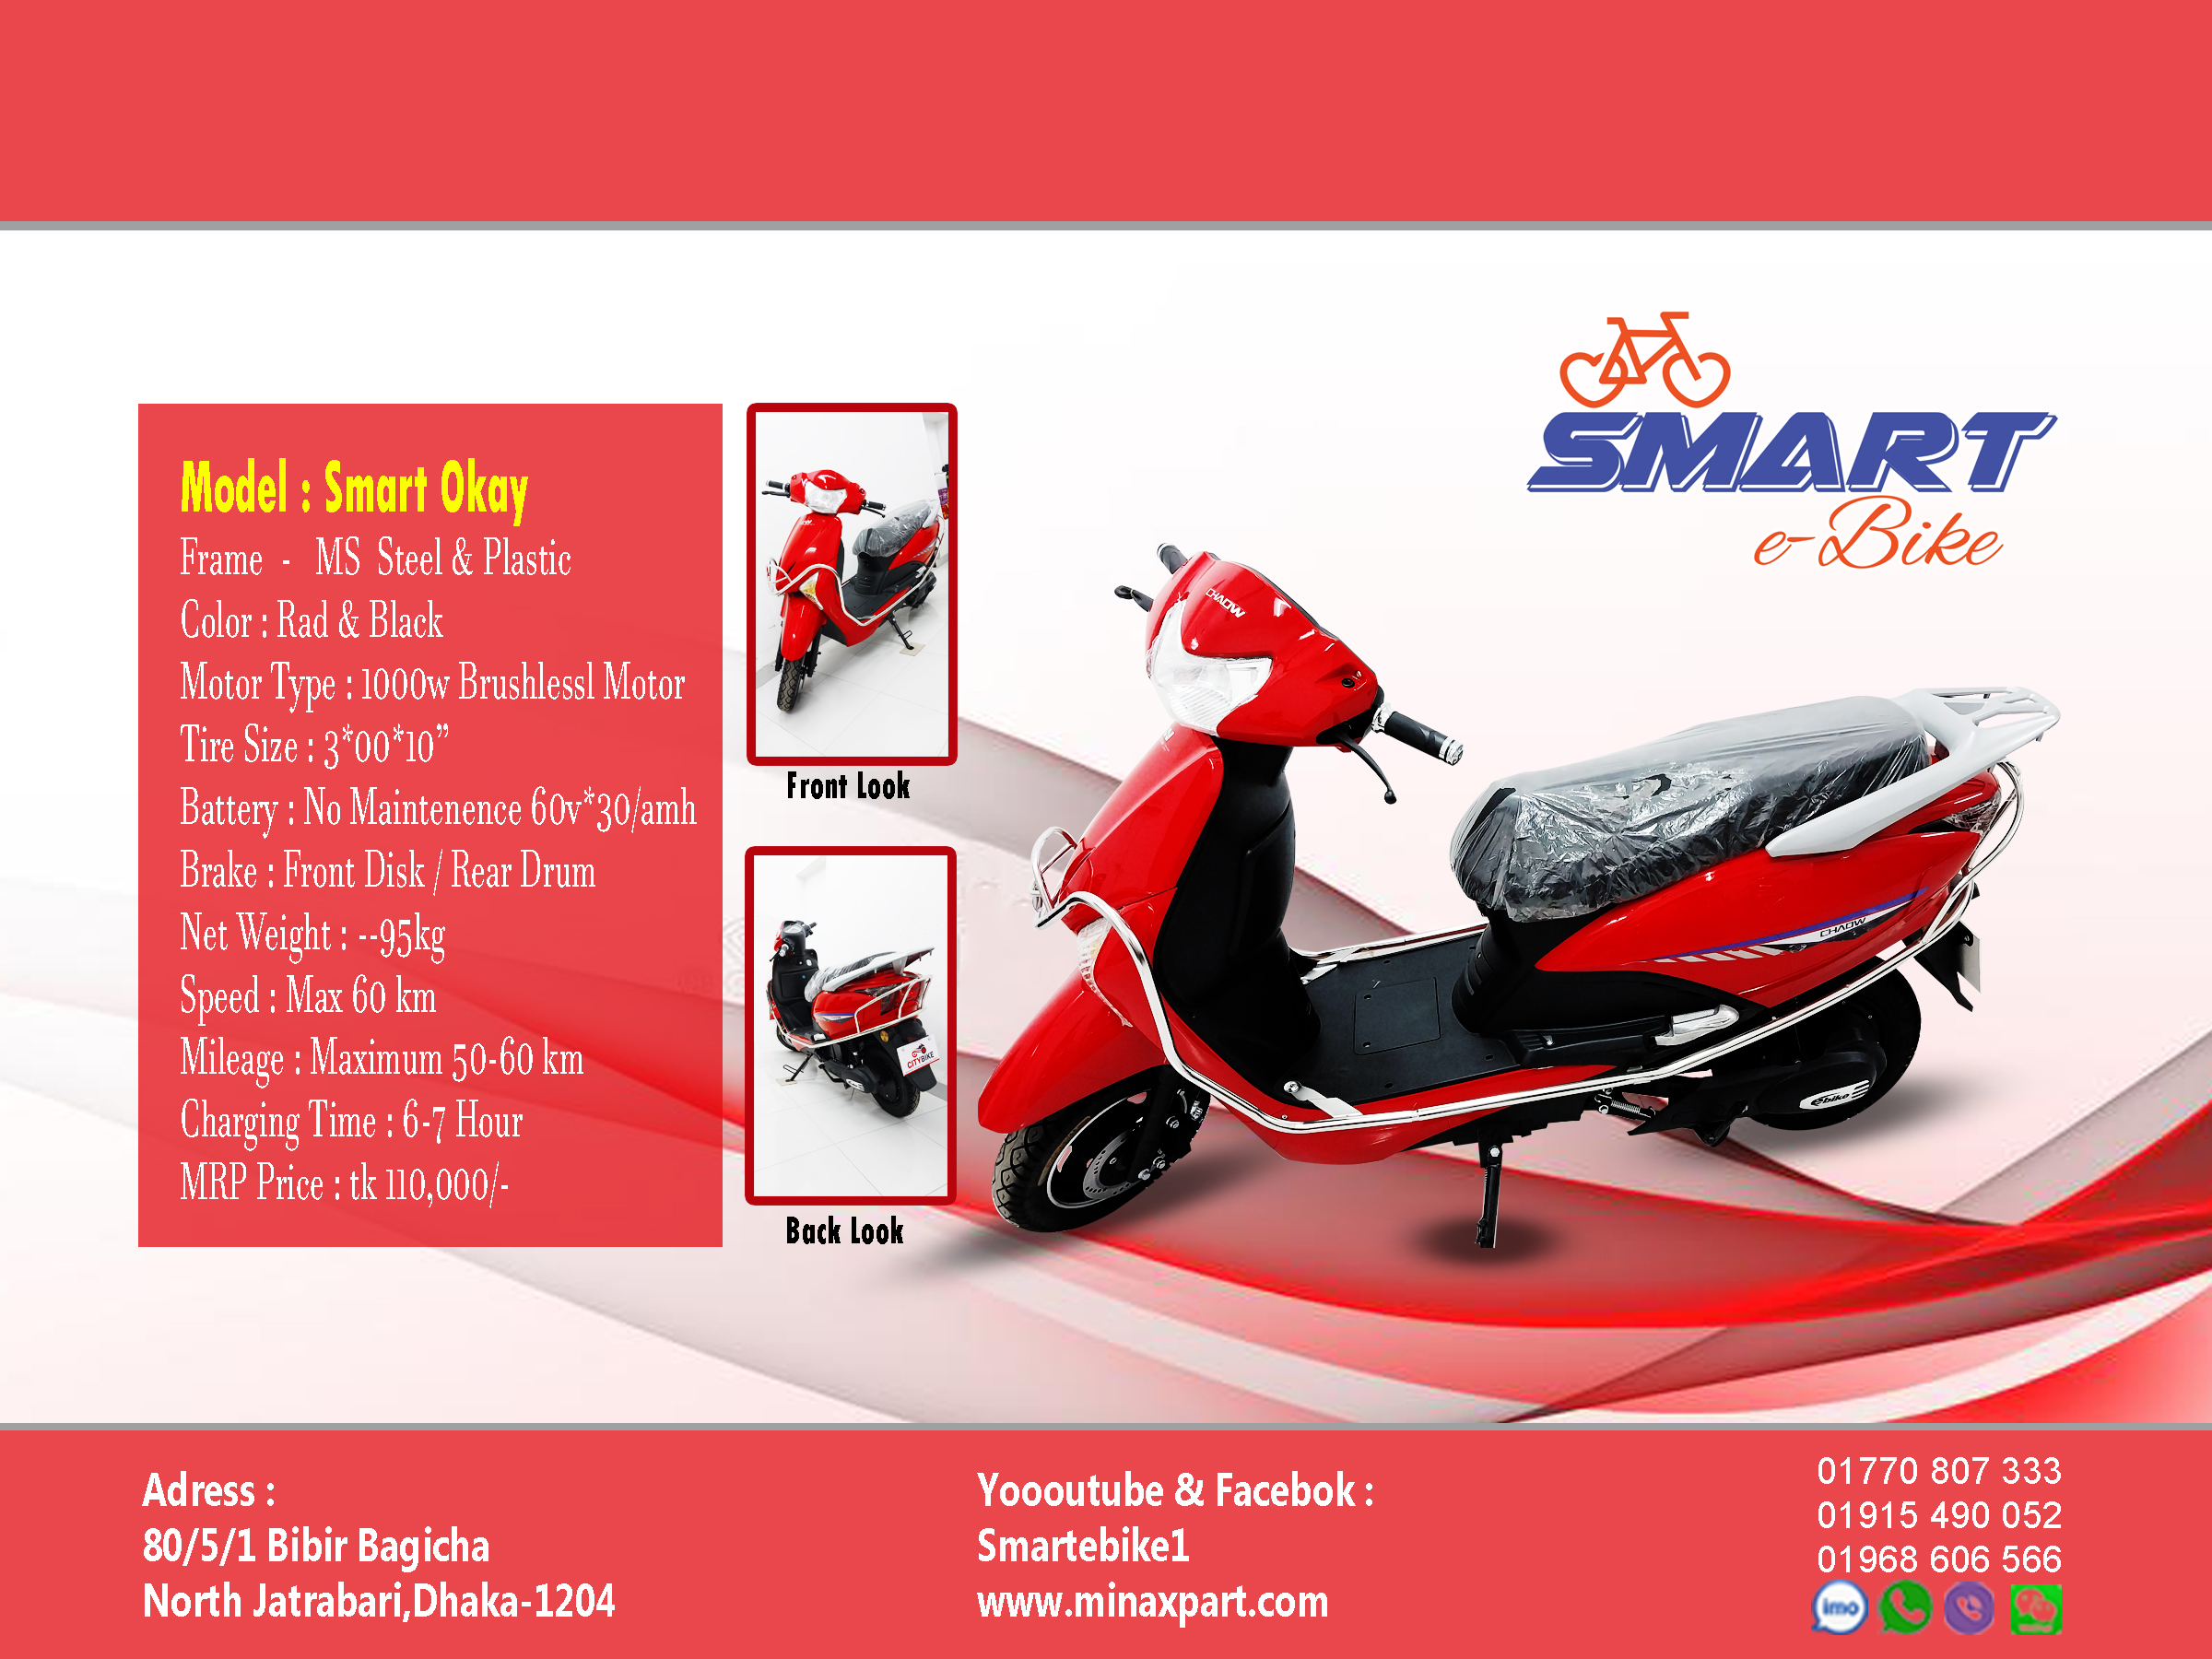 SMART
e-Bike
Model : Smart Okay
Frame - MS Steel & Plastic
Color : Rad & Black
Motor Type : 1000w Brushlessl Motor
Tire Size : 3*00*10”
Battery : No Maintenence 60v*30/amh
Brake : Front Disk / Rear Drum
Net Weight : --95kg
Speed : Max 60 km
Mileage : Maximum 50-60 km
Charging Time : 6-7 Hour
MRP Price : tk 110,000/-
Front Look
CITYBIKE
Back Look
CHAOW
CHAOW
ebike
Adress :
80/5/1 Bibir Bagicha
North Jatrabari,Dhaka-1204
Yoooutube & Facebok :
Smartebike1
www.minaxpart.com
01770 807 333
01915 490 052
01968 606 566
imo